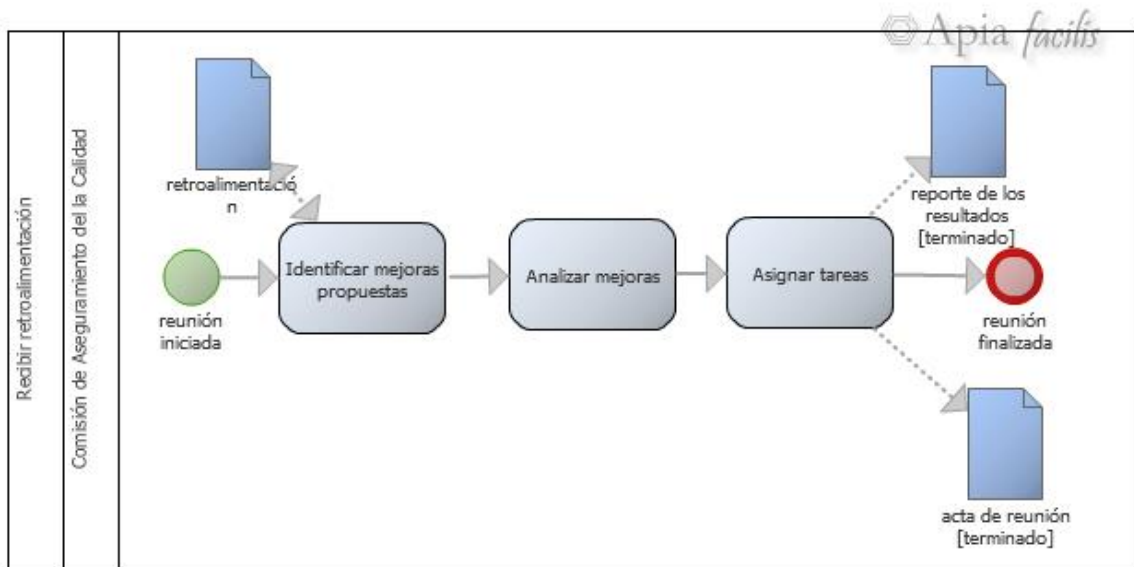 Apia facilis
Recibir retroalimentación
Comisión de Aseguramiento del la Calidad
retroalimentació
n
reunión
iniciada
Identificar mejoras
propuestas
Analizar mejoras
Asignar tareas
reporte de los
resultados
[terminado]
reunión
finalizada
acta de reunión
[terminado]